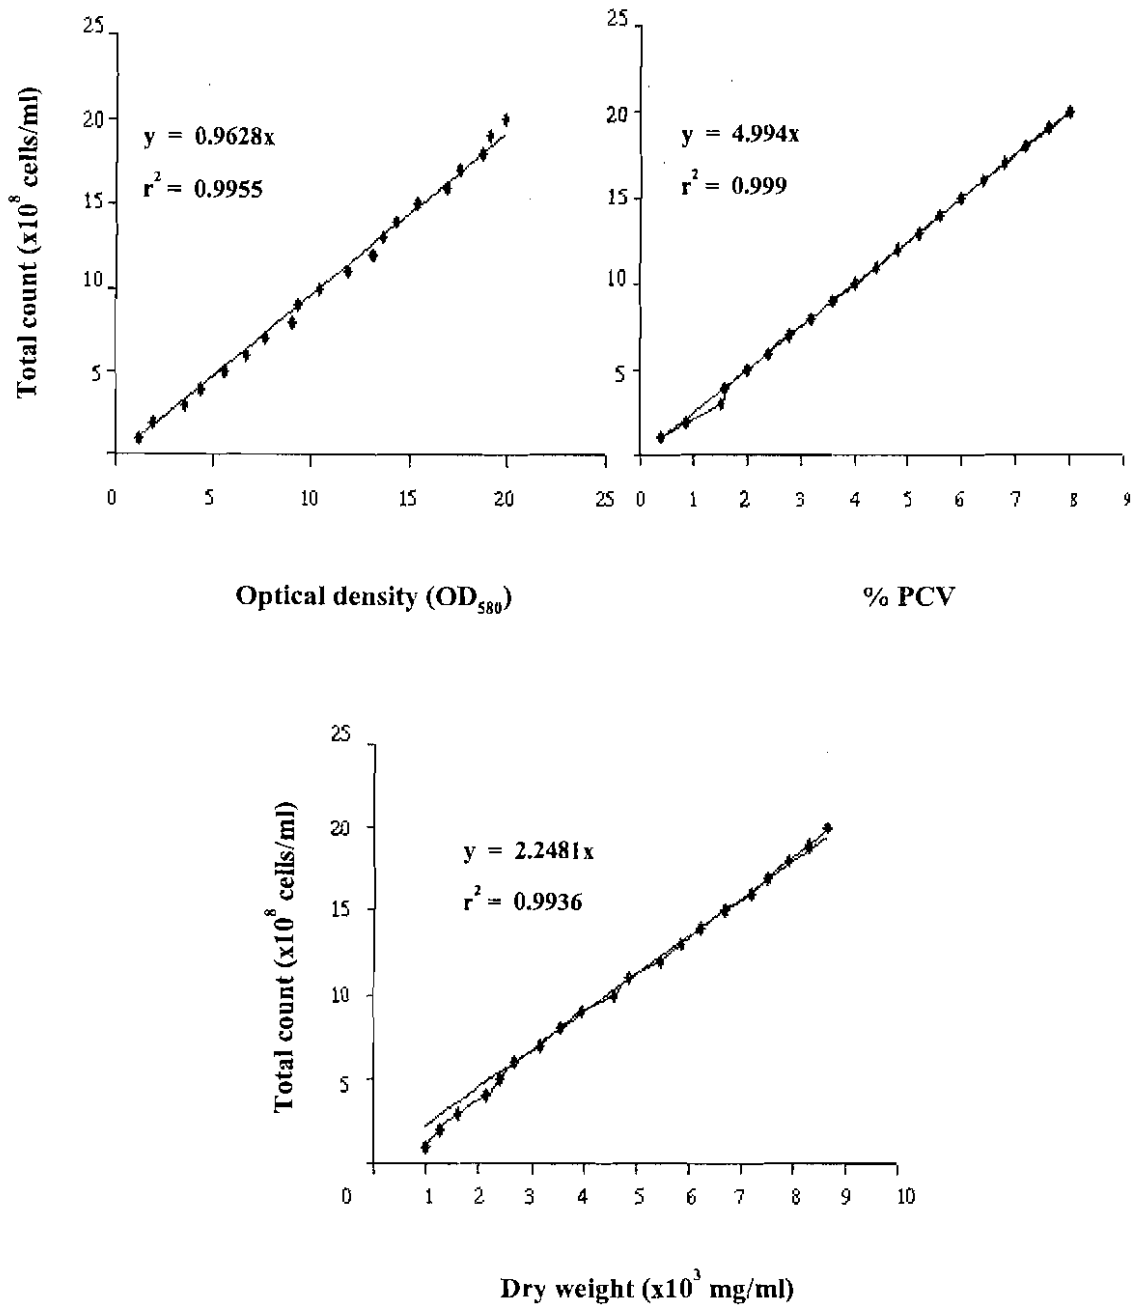 Total count (x10⁸ cells/ml)
25
20
15
10
5
y = 0.9628x
r² = 0.9955
0 5 10 15 20 25
Optical density (OD₅₈₀)
25
20
15
10
5
y = 4.994x
r² = 0.999
0 1 2 3 4 5 6 7 8 9
% PCV
Total count (x10⁸ cells/ml)
25
20
15
10
5
y = 2.2481x
r² = 0.9936
0 1 2 3 4 5 6 7 8 9 10
Dry weight (x10³ mg/ml)